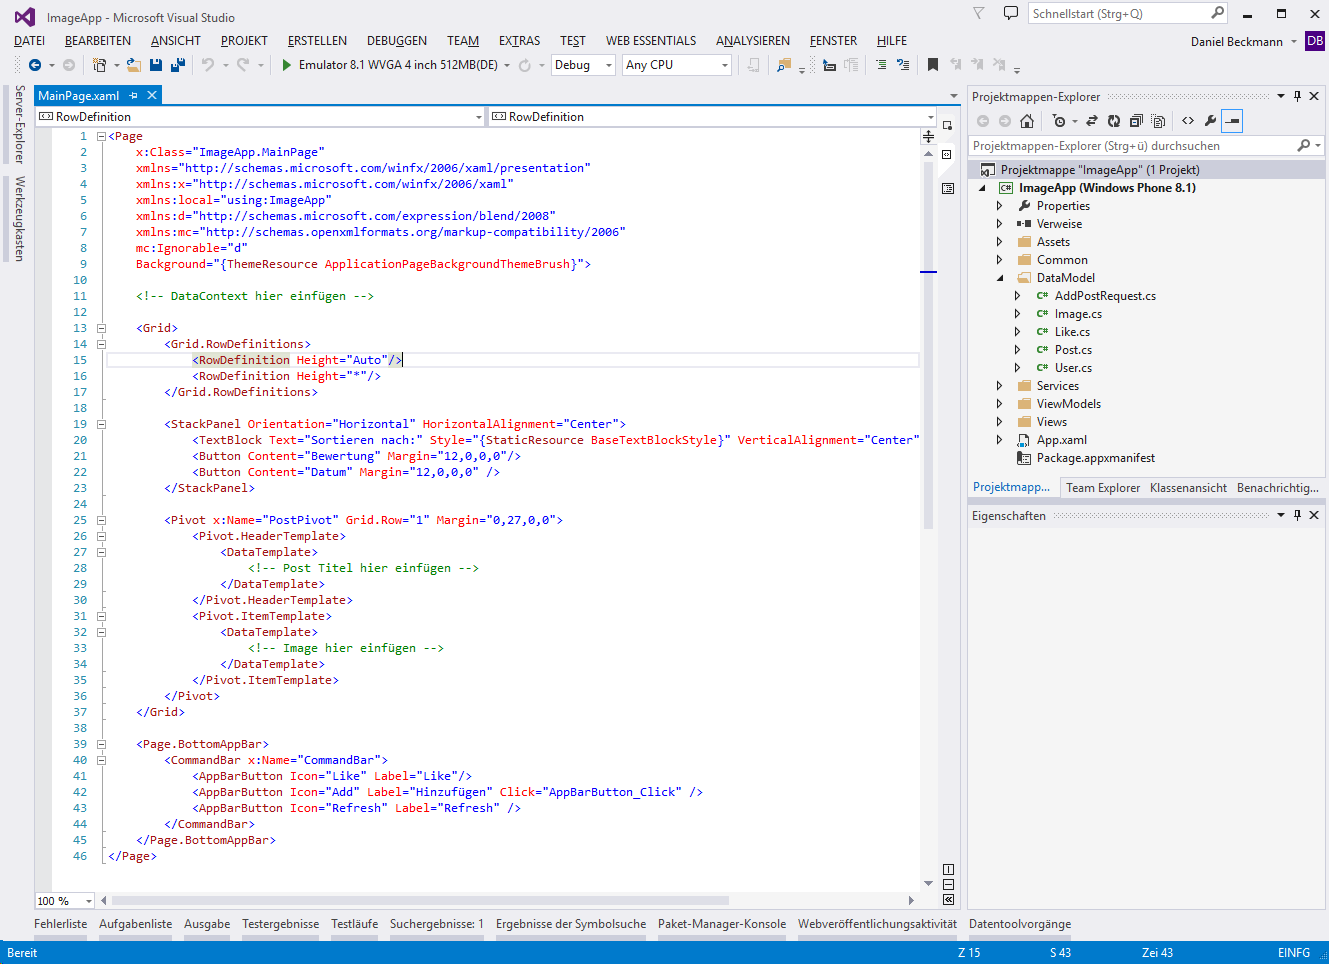 ImageApp - Microsoft Visual Studio
Schnellstart (Strg+Q)
DATEI BEARBEITEN ANSICHT PROJEKT ERSTELLEN DEBUGGEN TEAM EXTRAS TEST WEB ESSENTIALS ANALYSIEREN FENSTER HILFE
Daniel Beckmann DB
Emulator 8.1 WVGA 4 inch 512MB(DE) Debug Any CPU
Server-Explorer
Werkzeugkasten
MainPage.xaml
RowDefinition RowDefinition
1 <Page
2 x:Class="ImageApp.MainPage"
3 xmlns="http://schemas.microsoft.com/winfx/2006/xaml/presentation"
4 xmlns:x="http://schemas.microsoft.com/winfx/2006/xaml"
5 xmlns:local="using:ImageApp"
6 xmlns:d="http://schemas.microsoft.com/expression/blend/2008"
7 xmlns:mc="http://schemas.openxmlformats.org/markup-compatibility/2006"
8 mc:Ignorable="d"
9 Background="{ThemeResource ApplicationPageBackgroundThemeBrush}">
10
11 <!-- DataContext hier einfügen -->
12
13 <Grid>
14 <Grid.RowDefinitions>
15 <RowDefinition Height="Auto"/>
16 <RowDefinition Height="*"/>
17 </Grid.RowDefinitions>
18
19 <StackPanel Orientation="Horizontal" HorizontalAlignment="Center">
20 <TextBlock Text="Sortieren nach:" Style="{StaticResource BaseTextBlockStyle}" VerticalAlignment="Center"
21 <Button Content="Bewertung" Margin="12,0,0,0"/>
22 <Button Content="Datum" Margin="12,0,0,0" />
23 </StackPanel>
24
25 <Pivot x:Name="PostPivot" Grid.Row="1" Margin="0,27,0,0">
26 <Pivot.HeaderTemplate>
27 <DataTemplate>
28 <!-- Post Titel hier einfügen -->
29 </DataTemplate>
30 </Pivot.HeaderTemplate>
31 <Pivot.ItemTemplate>
32 <DataTemplate>
33 <!-- Image hier einfügen -->
34 </DataTemplate>
35 </Pivot.ItemTemplate>
36 </Pivot>
37 </Grid>
38
39 <Page.BottomAppBar>
40 <CommandBar x:Name="CommandBar">
41 <AppBarButton Icon="Like" Label="Like"/>
42 <AppBarButton Icon="Add" Label="Hinzufügen" Click="AppBarButton_Click" />
43 <AppBarButton Icon="Refresh" Label="Refresh" />
44 </CommandBar>
45 </Page.BottomAppBar>
46 </Page>
100 %
Projektmappen-Explorer
Projektmappen-Explorer (Strg+ü) durchsuchen
Projektmappe "ImageApp" (1 Projekt)
C# ImageApp (Windows Phone 8.1)
Properties
Verweise
Assets
Common
DataModel
C# AddPostRequest.cs
C# Image.cs
C# Like.cs
C# Post.cs
C# User.cs
Services
ViewModels
Views
App.xaml
Package.appxmanifest
Projektmapp... Team Explorer Klassenansicht Benachrichtig...
Eigenschaften
Fehlerliste Aufgabenliste Ausgabe Testergebnisse Testläufe Suchergebnisse: 1 Ergebnisse der Symbolsuche Paket-Manager-Konsole Webveröffentlichungsaktivität Datentoolvorgänge
Bereit Z 15 S 43 Zei 43 EINFG